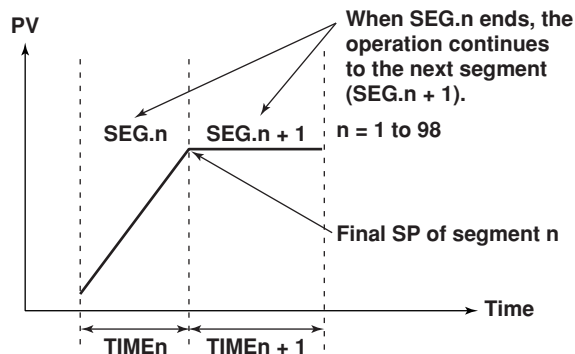 PV
When SEG.n ends, the
operation continues
to the next segment
(SEG.n + 1).
SEG.n
SEG.n + 1
n = 1 to 98
Final SP of segment n
Time
TIMEn
TIMEn + 1